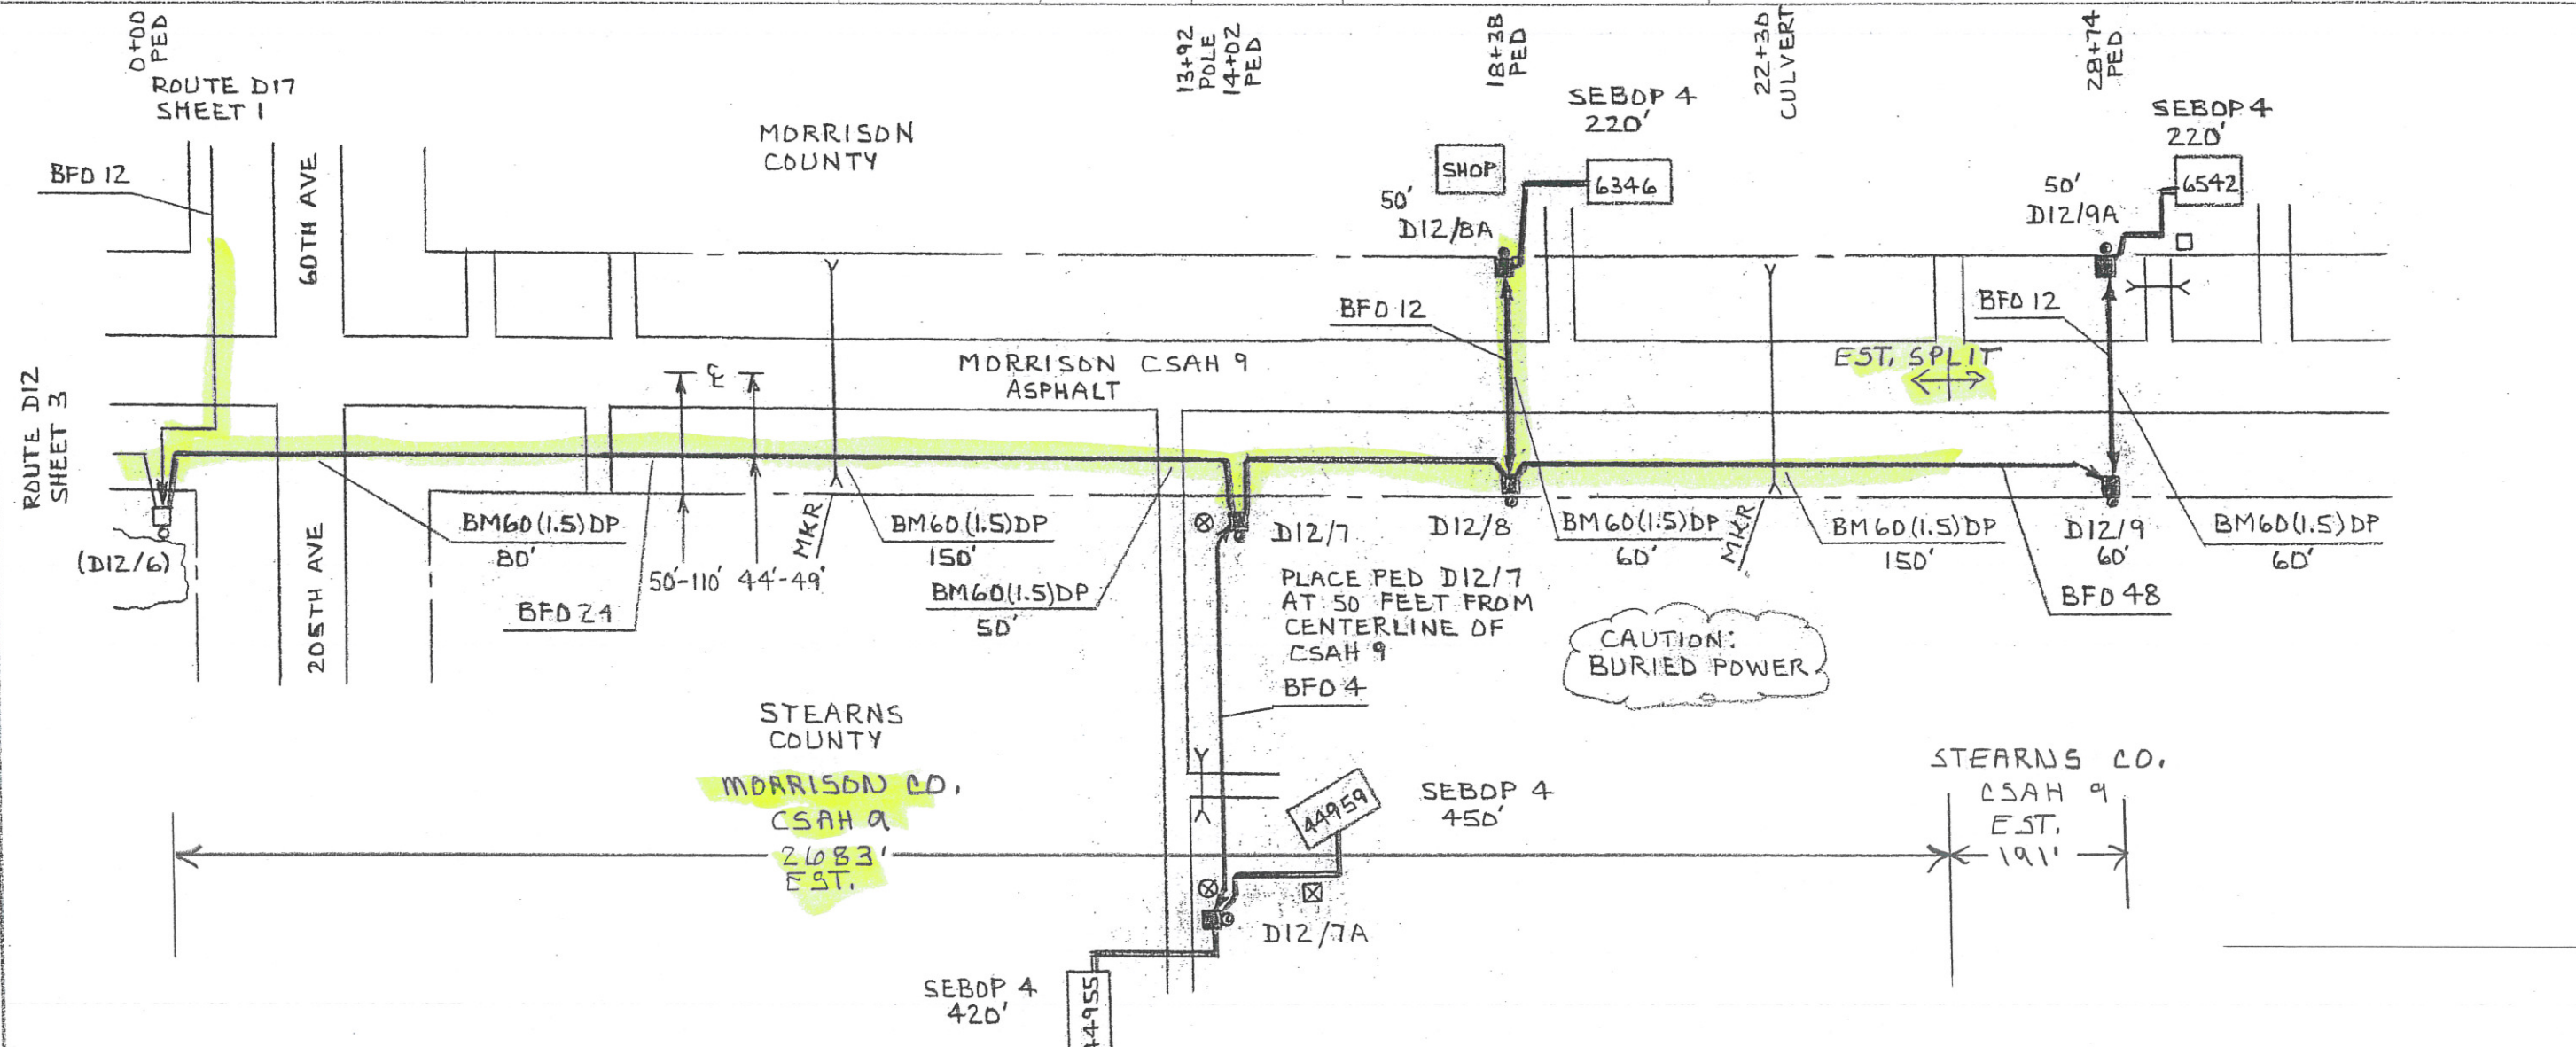 0+00
PED
13+92
POLE
14+02
PED
18+38
PED
22+30
CULVERT
28+74
PED
ROUTE D17
SHEET 1
BFO 12
60TH AVE
MORRISON
COUNTY
SHOP
SEBOP 4
220'
6346
50'
D12/8A
SEBOP 4
220'
6542
50'
D12/9A
BFO 12
BFO 12
MORRISON CSAH 9
ASPHALT
EST. SPLIT
ROUTE D12
SHEET 3
℄
(D12/6)
205TH AVE
BM60(1.5)DP
80'
BFO 24
50'-110'
44'-49'
MKR
BM60(1.5)DP
150'
BM60(1.5)DP
50'
D12/7
PLACE PED D12/7
AT 50 FEET FROM
CENTERLINE OF
CSAH 9
BFO 4
D12/8
BM60(1.5)DP
60'
MKR
BM60(1.5)DP
150'
D12/9
60'
BM60(1.5)DP
60'
BFO 48
CAUTION:
BURIED POWER
STEARNS
COUNTY
MORRISON CO.
CSAH 9
2683'
EST.
STEARNS CO.
CSAH 9
EST.
191'
44959
SEBOP 4
450'
D12/7A
SEBOP 4
420'
44955